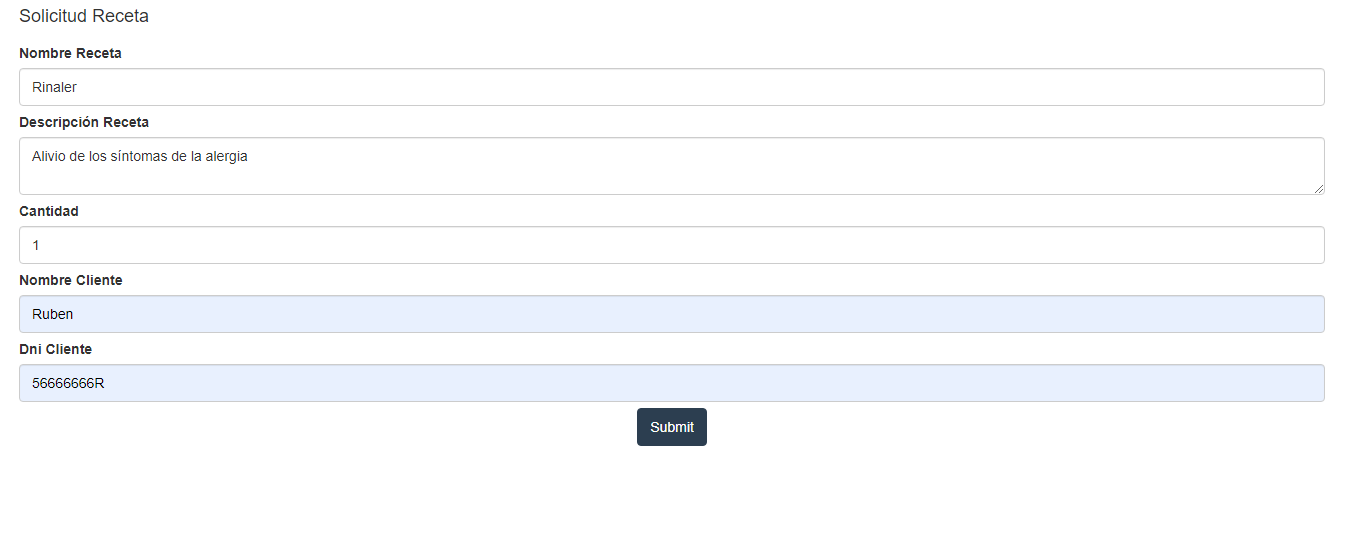 Solicitud Receta
Nombre Receta
Rinaler
Descripción Receta
Alivio de los síntomas de la alergia
Cantidad
1
Nombre Cliente
Ruben
Dni Cliente
56666666R
Submit